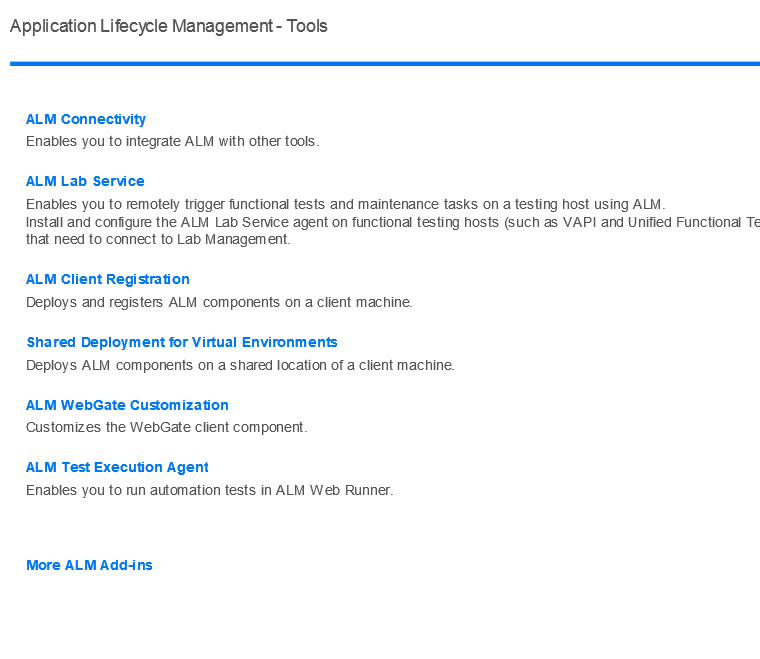 Application Lifecycle Management - Tools
ALM Connectivity
Enables you to integrate ALM with other tools.
ALM Lab Service
Enables you to remotely trigger functional tests and maintenance tasks on a testing host using ALM.
Install and configure the ALM Lab Service agent on functional testing hosts (such as VAPI and Unified Functional Te
that need to connect to Lab Management.
ALM Client Registration
Deploys and registers ALM components on a client machine.
Shared Deployment for Virtual Environments
Deploys ALM components on a shared location of a client machine.
ALM WebGate Customization
Customizes the WebGate client component.
ALM Test Execution Agent
Enables you to run automation tests in ALM Web Runner.
More ALM Add-ins